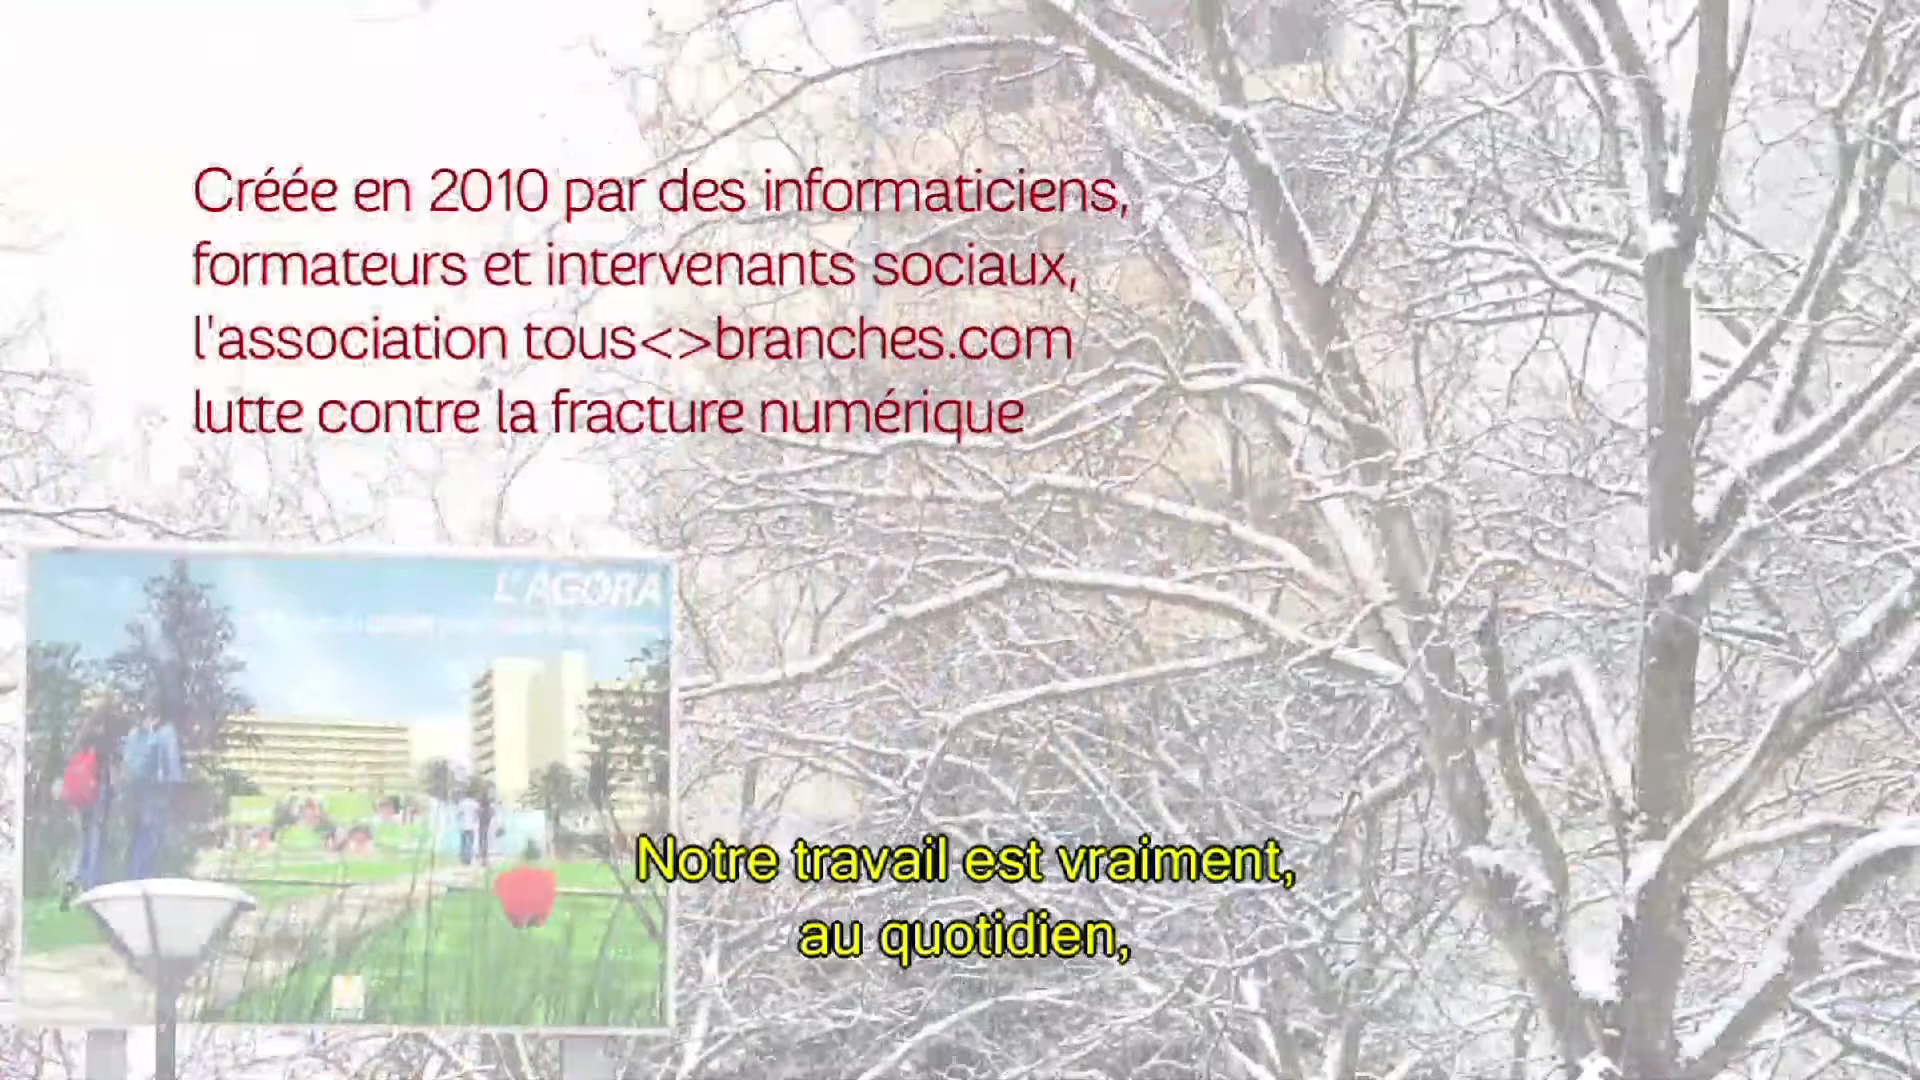 Créée en 2010 par des informaticiens,
formateurs et intervenants sociaux,
l'association tous<>branches.com
lutte contre la fracture numérique
L'AGORA
Notre travail est vraiment,
au quotidien,